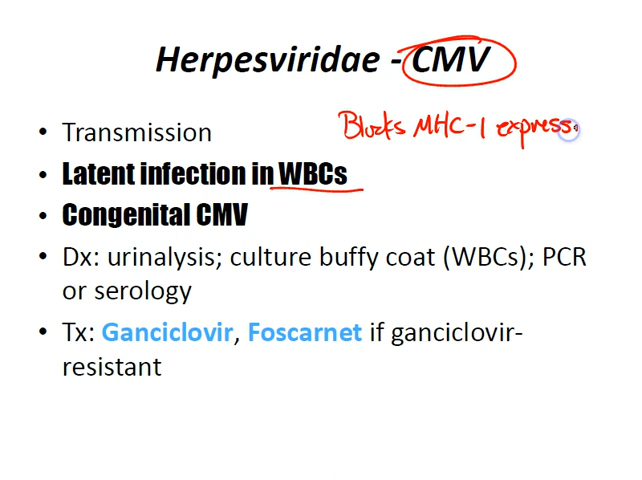 Herpesviridae - CMV
Blocks MHC-1 express
• Transmission
• Latent infection in WBCs
• Congenital CMV
• Dx: urinalysis; culture buffy coat (WBCs); PCR
or serology
• Tx: Ganciclovir, Foscarnet if ganciclovir-
resistant